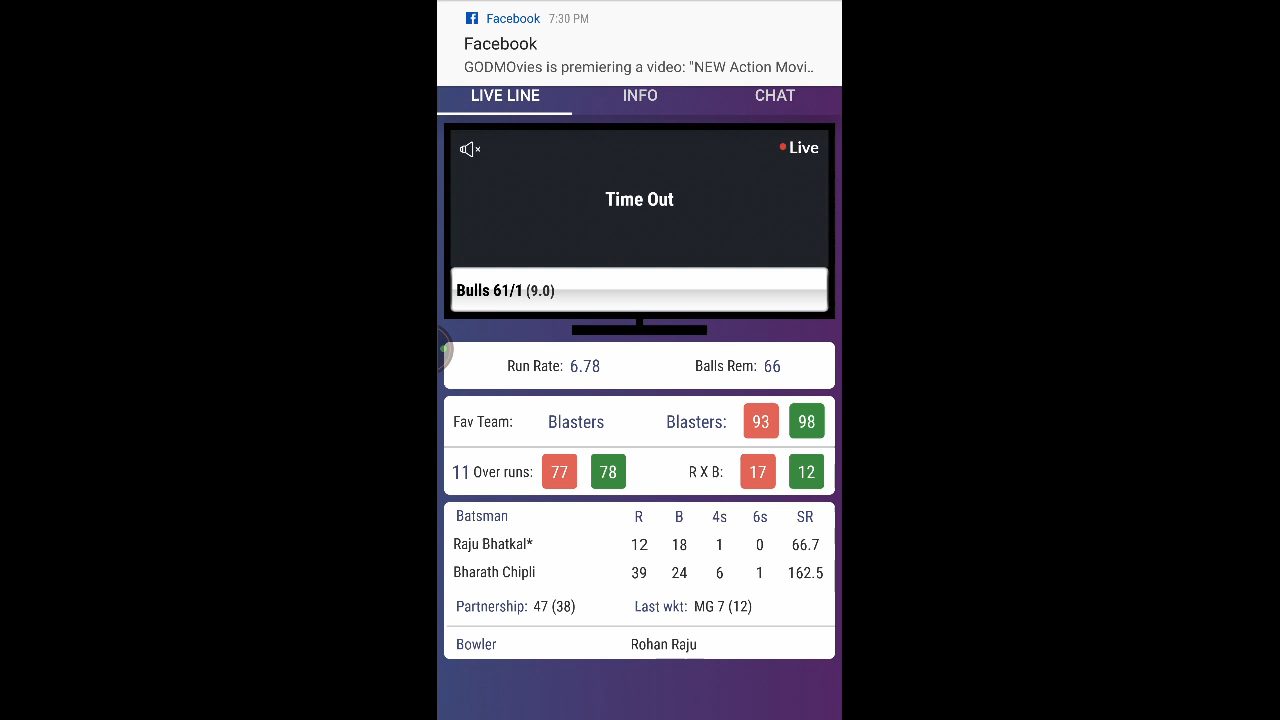 Facebook 7:30 PM
Facebook
GODMOvies is premiering a video: "NEW Action Movi..
LIVE LINE INFO CHAT
Live
Time Out
Bulls 61/1 (9.0)
Run Rate: 6.78 Balls Rem: 66
Fav Team: Blasters Blasters: 93 98
11 Over runs: 77 78 R X B: 17 12
Batsman R B 4s 6s SR
Raju Bhatkal* 12 18 1 0 66.7
Bharath Chipli 39 24 6 1 162.5
Partnership: 47 (38) Last wkt: MG 7 (12)
Bowler Rohan Raju